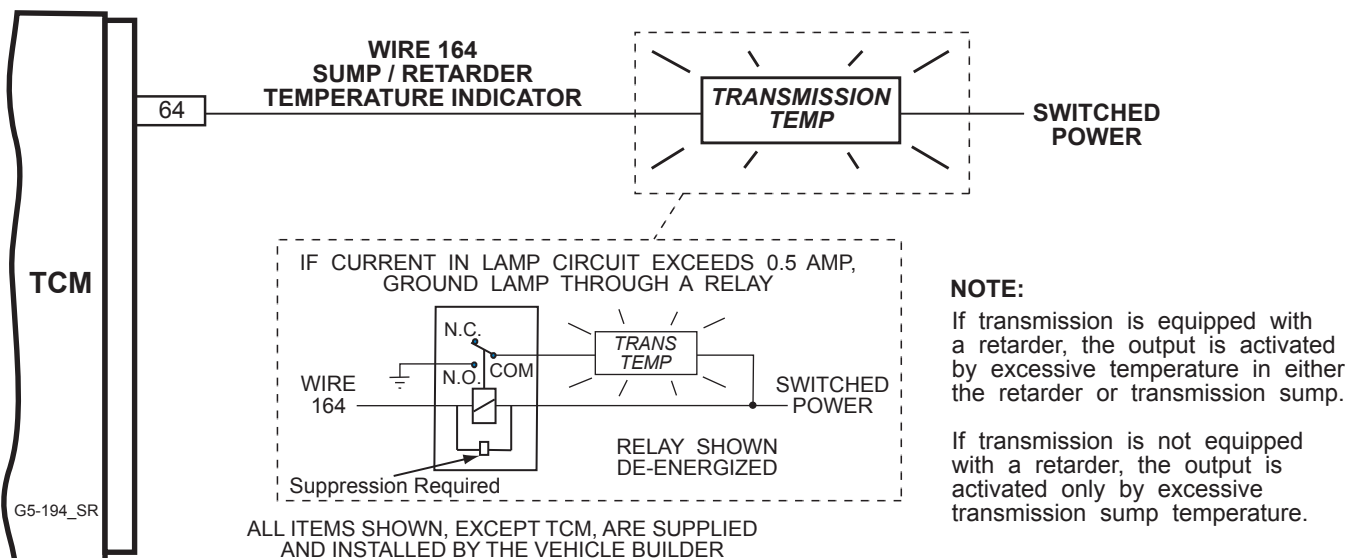 WIRE 164
SUMP / RETARDER
TEMPERATURE INDICATOR
64
TRANSMISSION
TEMP
SWITCHED
POWER
TCM
IF CURRENT IN LAMP CIRCUIT EXCEEDS 0.5 AMP,
GROUND LAMP THROUGH A RELAY
N.C.
N.O.
COM
TRANS
TEMP
WIRE
164
SWITCHED
POWER
RELAY SHOWN
DE-ENERGIZED
Suppression Required
NOTE:
If transmission is equipped with
a retarder, the output is activated
by excessive temperature in either
the retarder or transmission sump.
If transmission is not equipped
with a retarder, the output is
activated only by excessive
transmission sump temperature.
G5-194_SR
ALL ITEMS SHOWN, EXCEPT TCM, ARE SUPPLIED
AND INSTALLED BY THE VEHICLE BUILDER